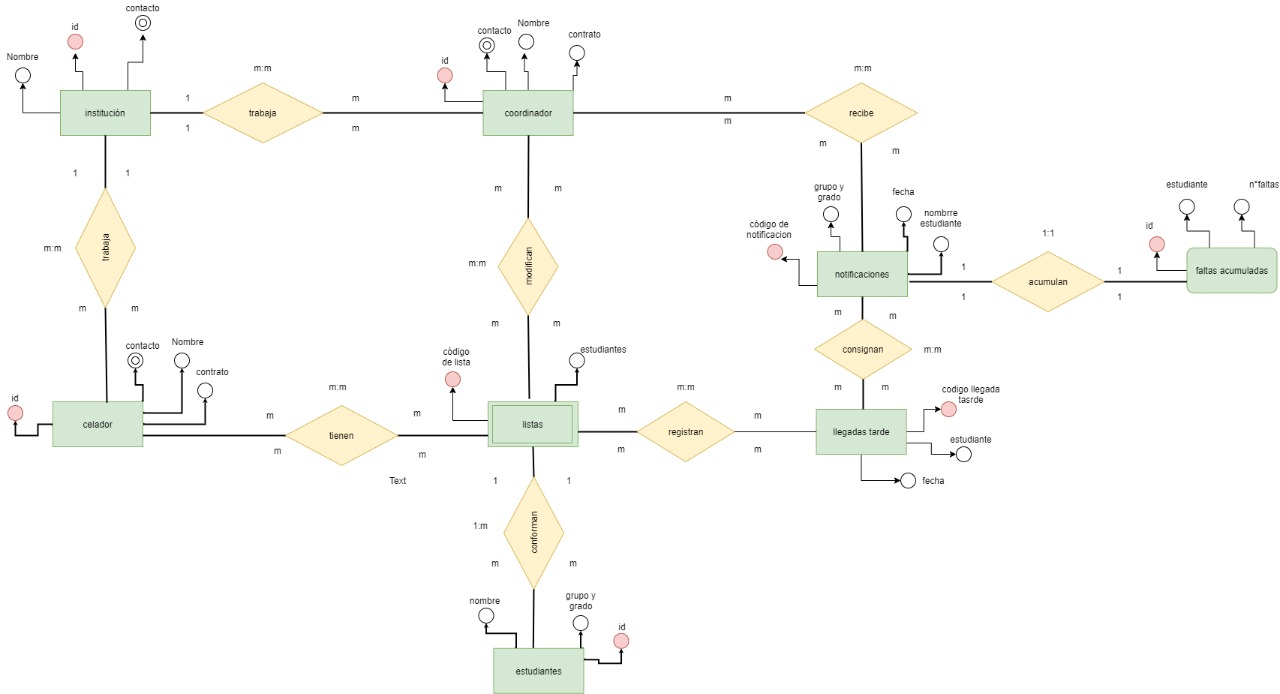 contacto
id
Nombre
institución
1
1
m:m
trabaja
m
m
id
contacto
Nombre
contrato
coordinador
m
m
m:m
recibe
m
m
1
1
m:m
trabaja
m
m
m
m
m:m
modifican
m
m
código de
notificacion
grupo y
grado
fecha
nombrre
estudiante
notificaciones
1
1
1:1
acumulan
1
1
id
estudiante
n°faltas
faltas acumuladas
m
m
consignan
m:m
m
m
id
contacto
Nombre
contrato
celador
m
m
m:m
tienen
m
m
Text
código
de lista
estudiantes
listas
m
m
m:m
registran
m
m
llegadas tarde
codigo llegada
tasrde
estudiante
fecha
1
1
1:m
conforman
m
m
nombre
grupo y
grado
id
estudiantes